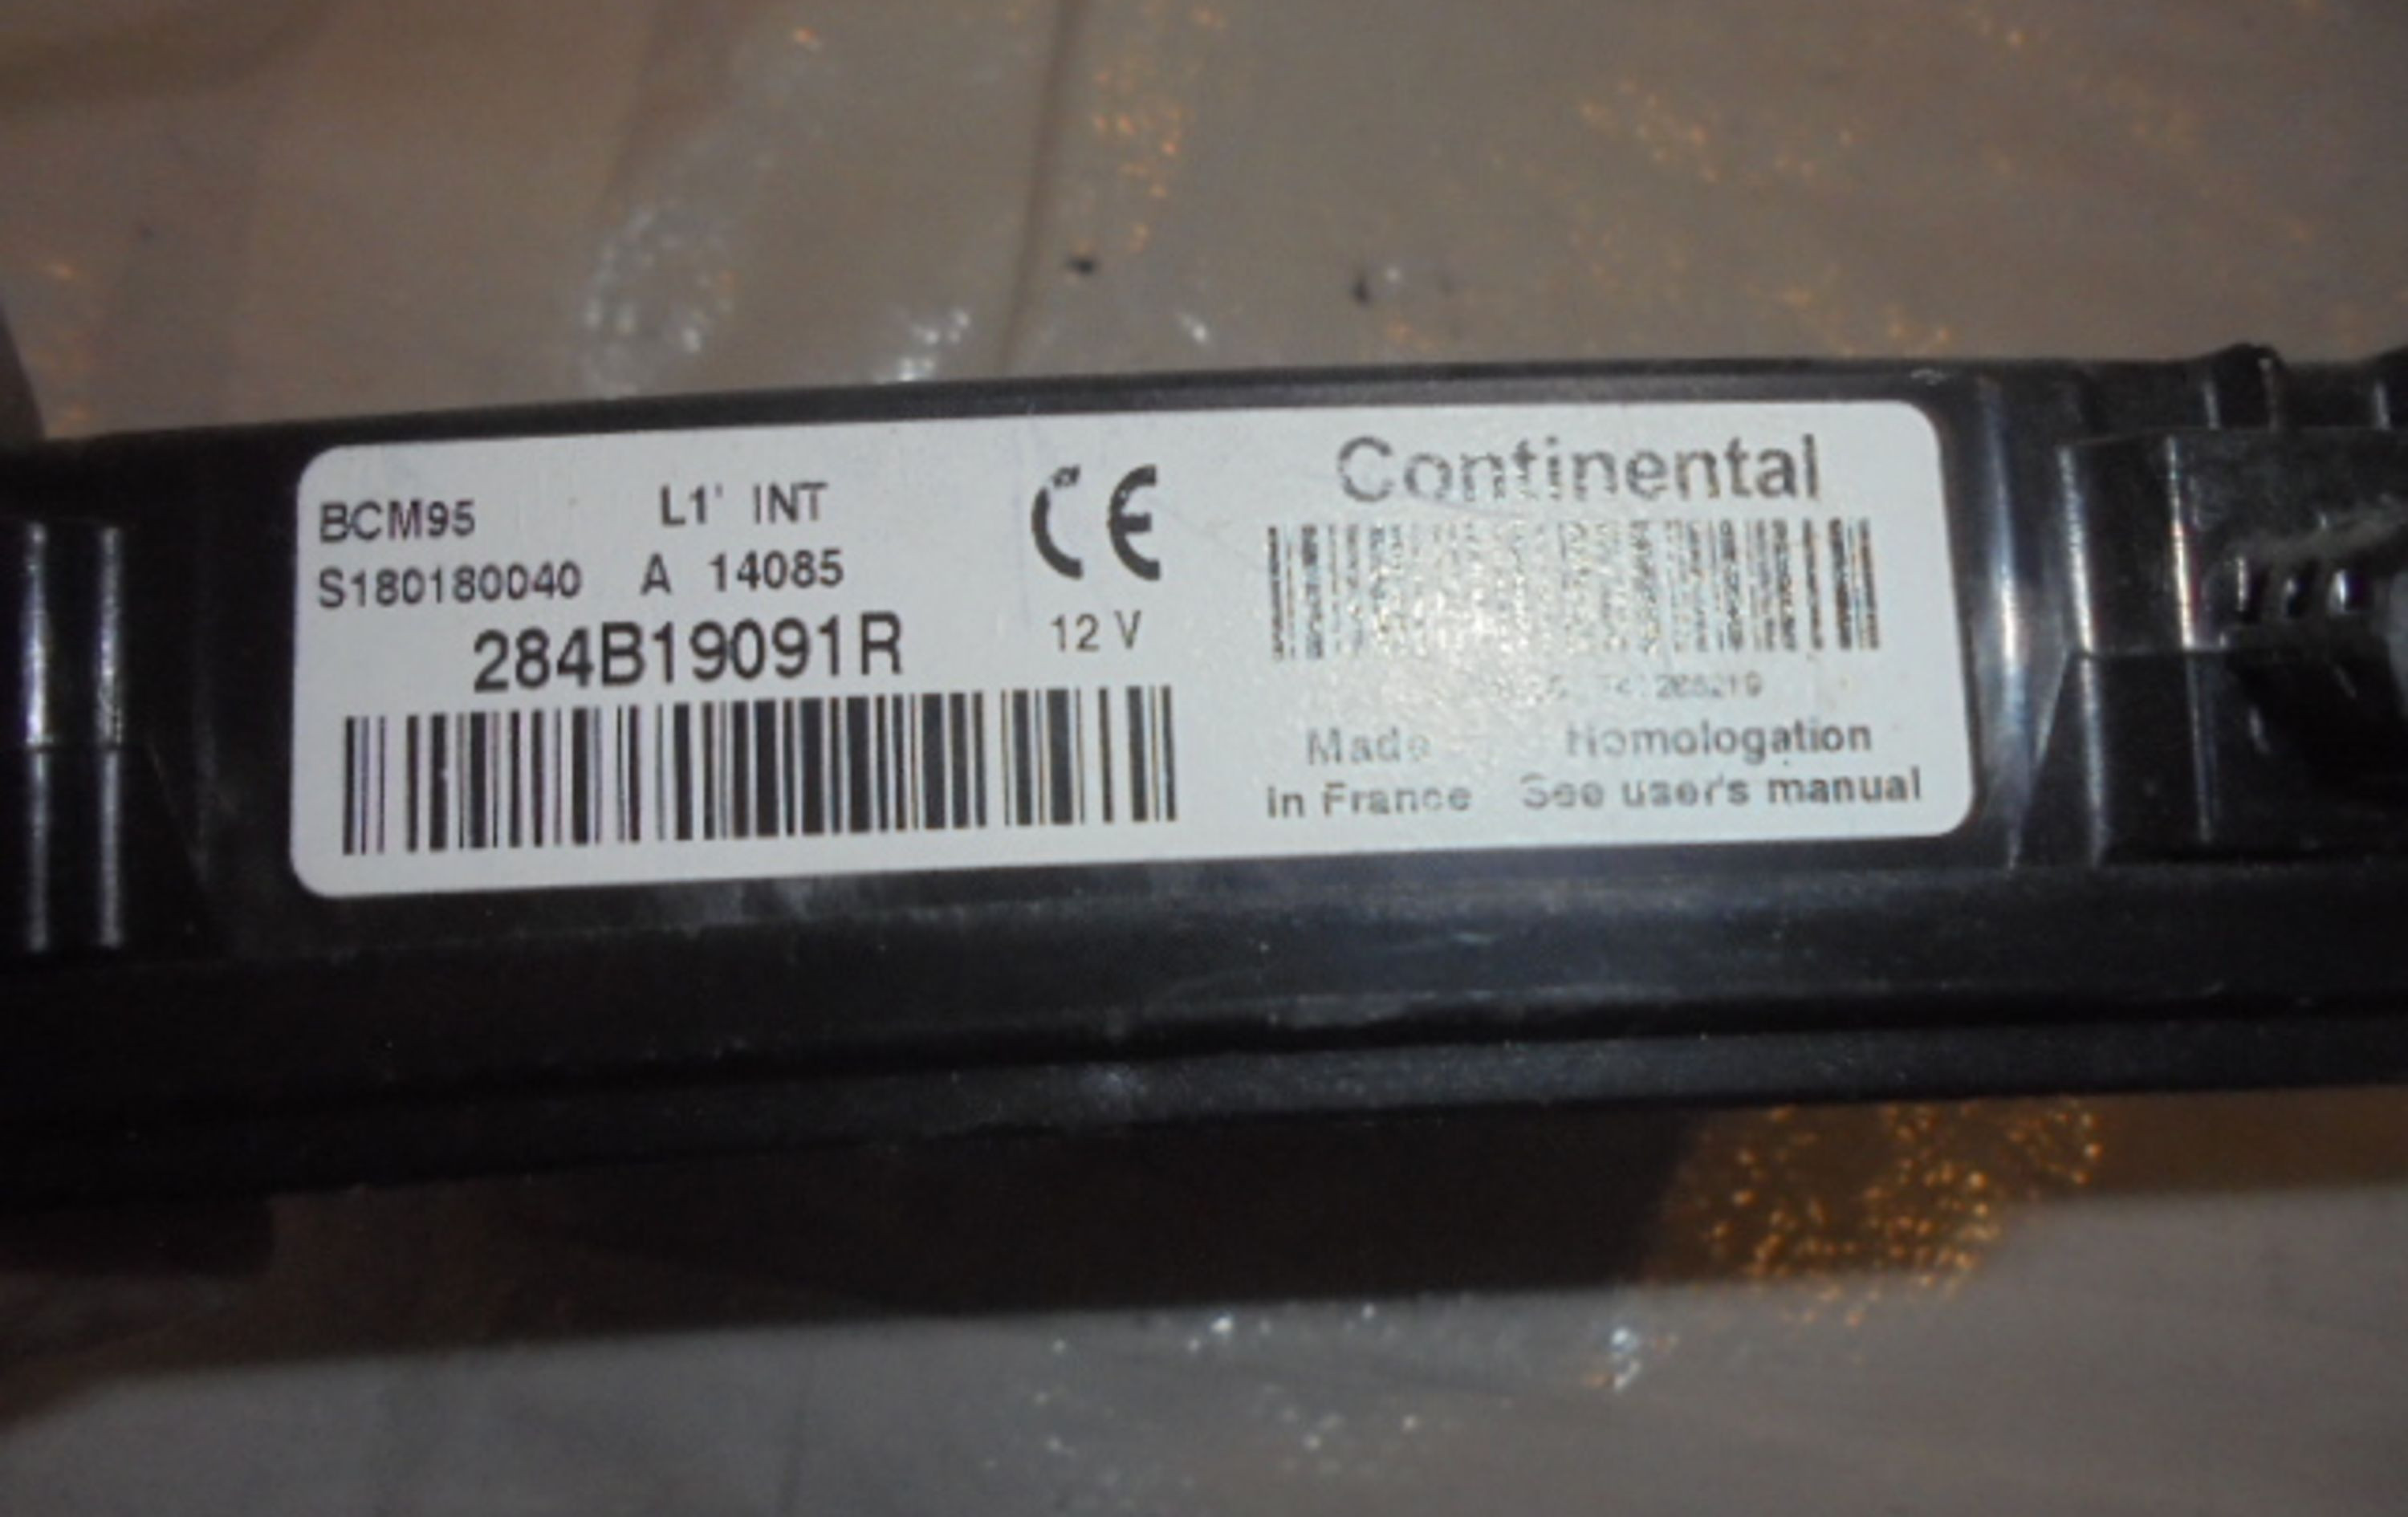 BCM95 L1' INT
S180180040 A 14085
284B19091R
CE
12 V
Continental
Made
in France
Homologation
See user's manual